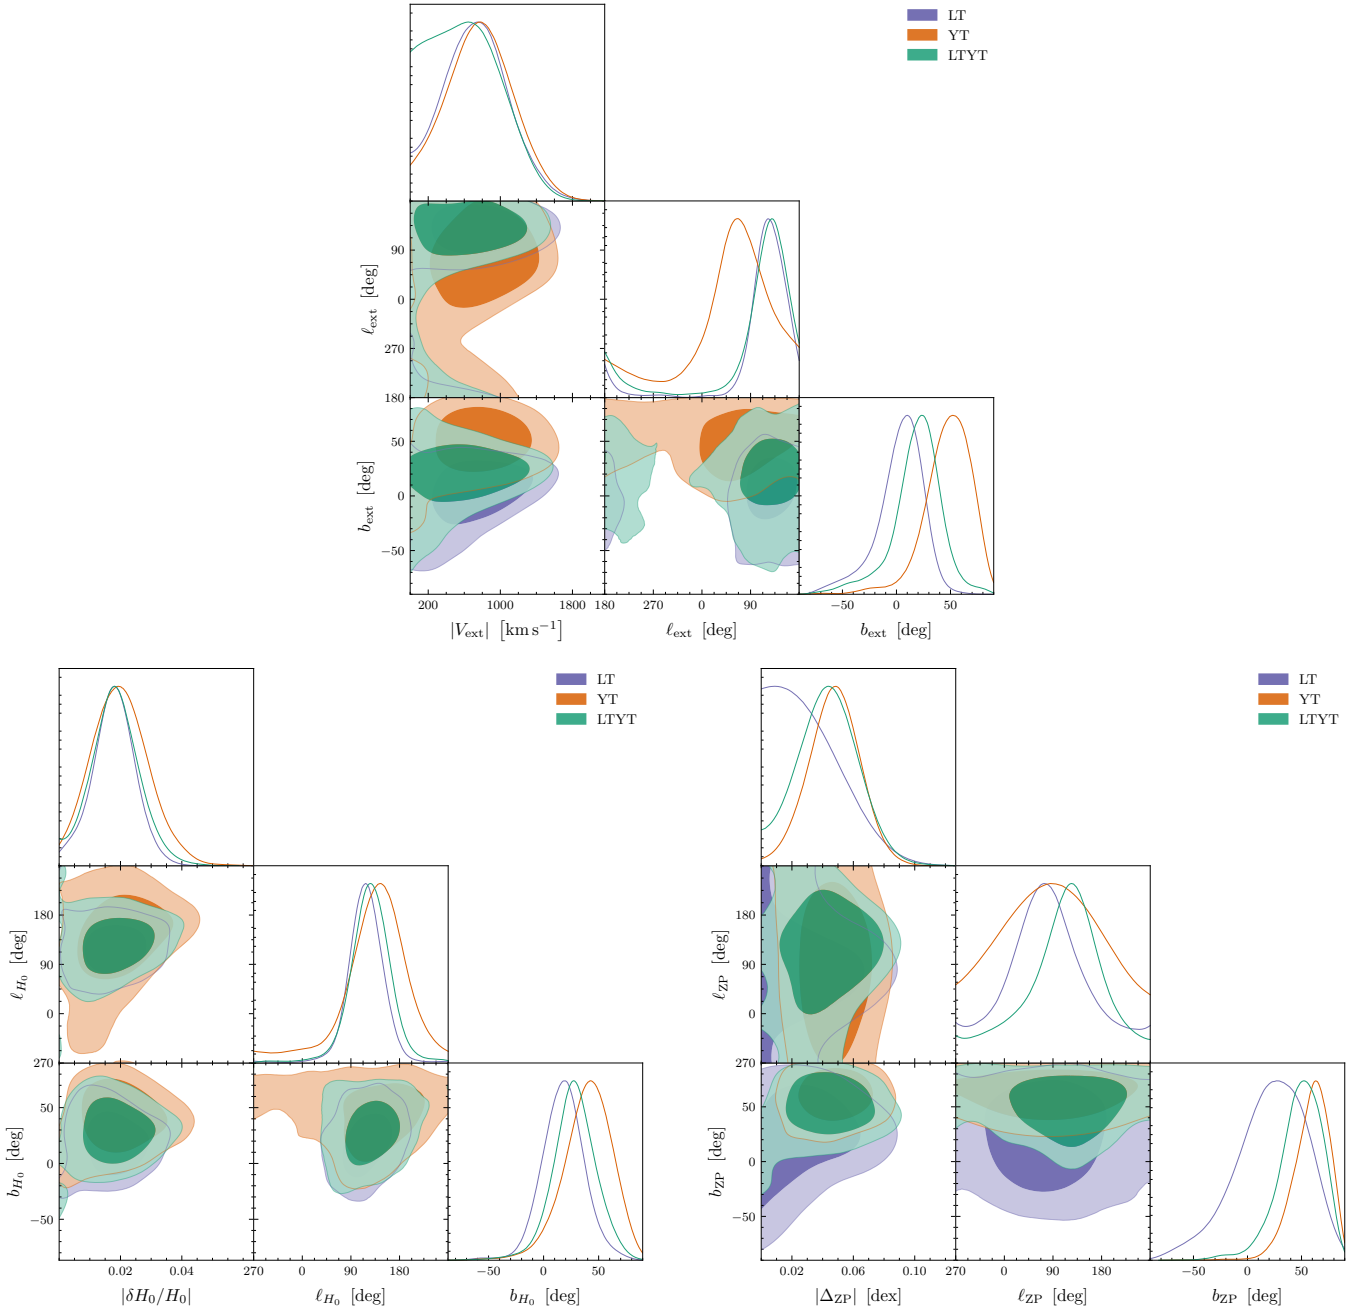 LT
YT
LTYT
90
0
270
180
ℓext [deg]
50
0
−50
bext [deg]
200 1000 1800
180 270 0 90
−50 0 50
|Vext| [km s−1]
ℓext [deg]
bext [deg]
LT
YT
LTYT
180
90
0
270
ℓH0 [deg]
50
0
−50
bH0 [deg]
0.02 0.04
270 0 90 180
−50 0 50
|δH0/H0|
ℓH0 [deg]
bH0 [deg]
LT
YT
LTYT
180
90
0
270
ℓZP [deg]
50
0
−50
bZP [deg]
0.02 0.06 0.10
270 0 90 180
−50 0 50
|ΔZP| [dex]
ℓZP [deg]
bZP [deg]